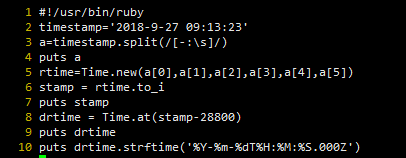 1 #!/usr/bin/ruby
2 timestamp='2018-9-27 09:13:23'
3 a=timestamp.split(/[-:\s]/)
4 puts a
5 rtime=Time.new(a[0],a[1],a[2],a[3],a[4],a[5])
6 stamp = rtime.to_i
7 puts stamp
8 drtime = Time.at(stamp-28800)
9 puts drtime
10 puts drtime.strftime('%Y-%m-%dT%H:%M:%S.000Z')